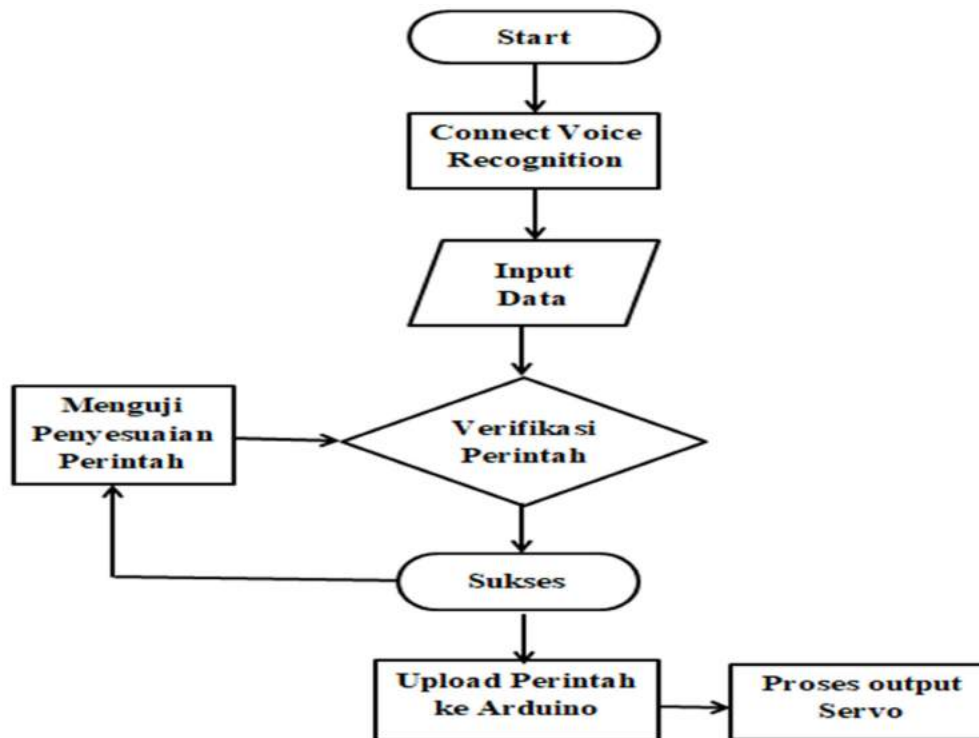 Start
Connect Voice
Recognition
Input
Data
Menguji
Penyesuaian
Perintah
Verifikasi
Perintah
Sukses
Upload Perintah
ke Arduino
Proses output
Servo